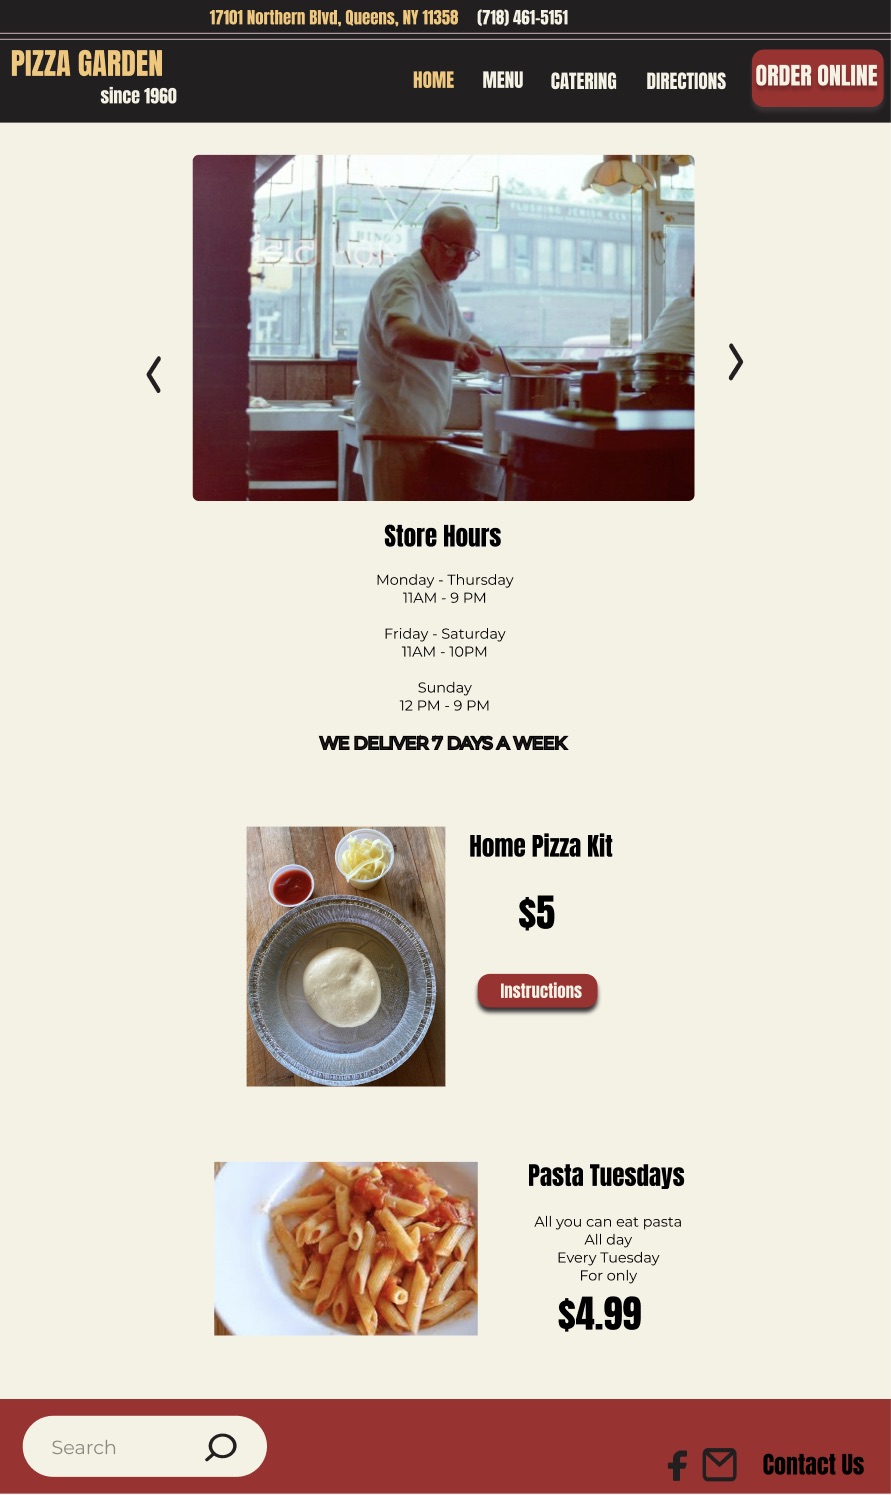 17101 Northern Blvd, Queens, NY 11358 (718) 461-5151
PIZZA GARDEN
since 1960
HOME MENU CATERING DIRECTIONS ORDER ONLINE
FLUSHING JEWISH CENT
Store Hours
Monday - Thursday
11AM - 9 PM
Friday - Saturday
11AM - 10PM
Sunday
12 PM - 9 PM
WE DELIVER 7 DAYS A WEEK
Home Pizza Kit
$5
Instructions
Pasta Tuesdays
All you can eat pasta
All day
Every Tuesday
For only
$4.99
Search
Contact Us